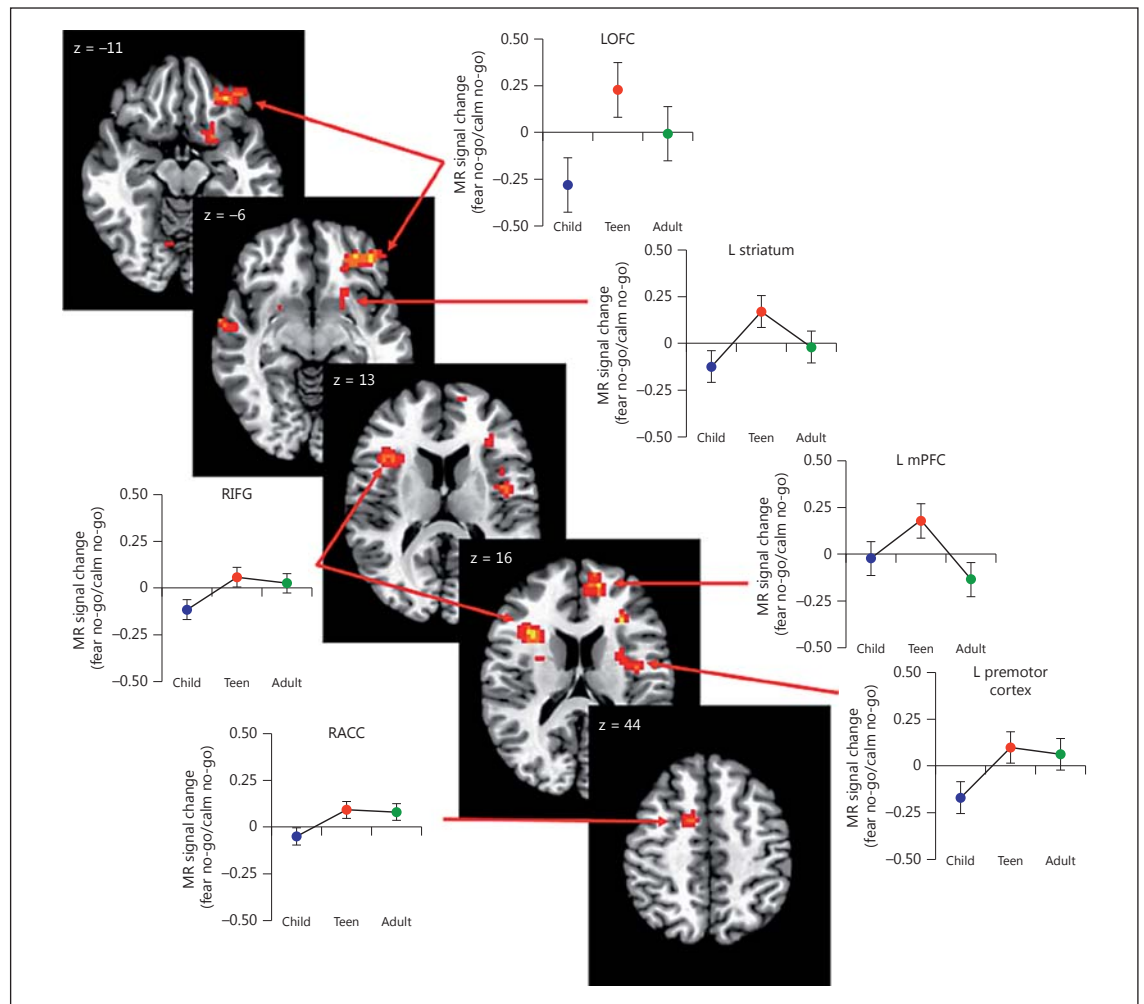 z = –11
z = –6
z = 13
z = 16
z = 44
LOFC
MR signal change
(fear no-go/calm no-go)
0.50
0.25
0
–0.25
–0.50
Child Teen Adult
L striatum
MR signal change
(fear no-go/calm no-go)
0.50
0.25
0
–0.25
–0.50
Child Teen Adult
L mPFC
MR signal change
(fear no-go/calm no-go)
0.50
0.25
0
–0.25
–0.50
Child Teen Adult
RIFG
MR signal change
(fear no-go/calm no-go)
0.50
0.25
0
–0.25
–0.50
Child Teen Adult
L premotor
cortex
MR signal change
(fear no-go/calm no-go)
0.50
0.25
0
–0.25
–0.50
Child Teen Adult
RACC
MR signal change
(fear no-go/calm no-go)
0.50
0.25
0
–0.25
–0.50
Child Teen Adult